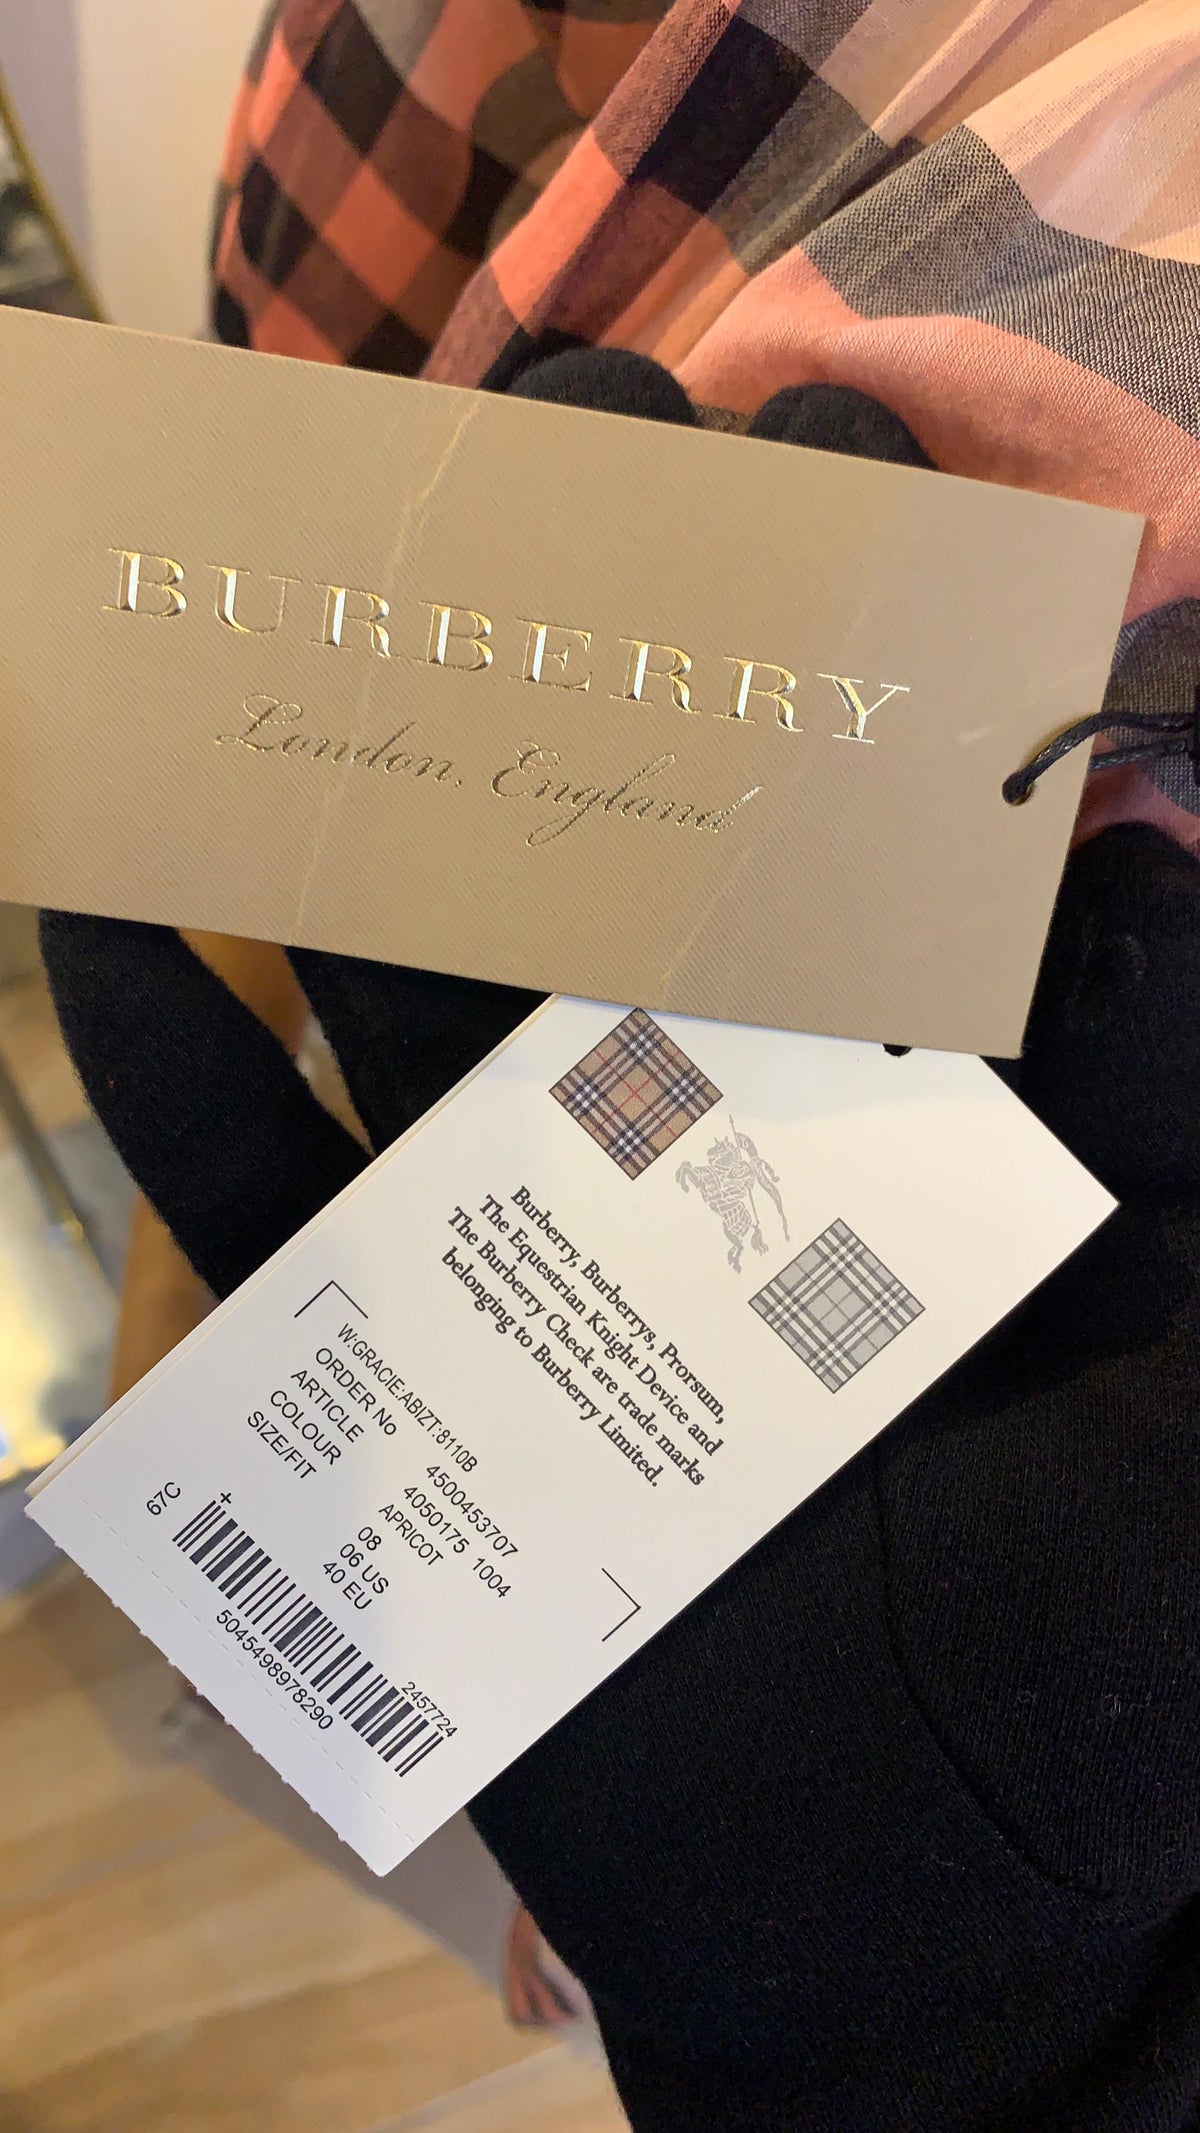 BURBERRY
London, England
Burberry, Burberrys, Prorsum,
The Equestrian Knight Device and
The Burberry Check are trade marks
belonging to Burberry Limited.
W:GRACIE:ABIZT:8110B
ORDER No 4500453707
ARTICLE 4050175 1004
COLOUR APRICOT
SIZE/FIT 08
06 US
40 EU
67C
+
2457724
5045498978290